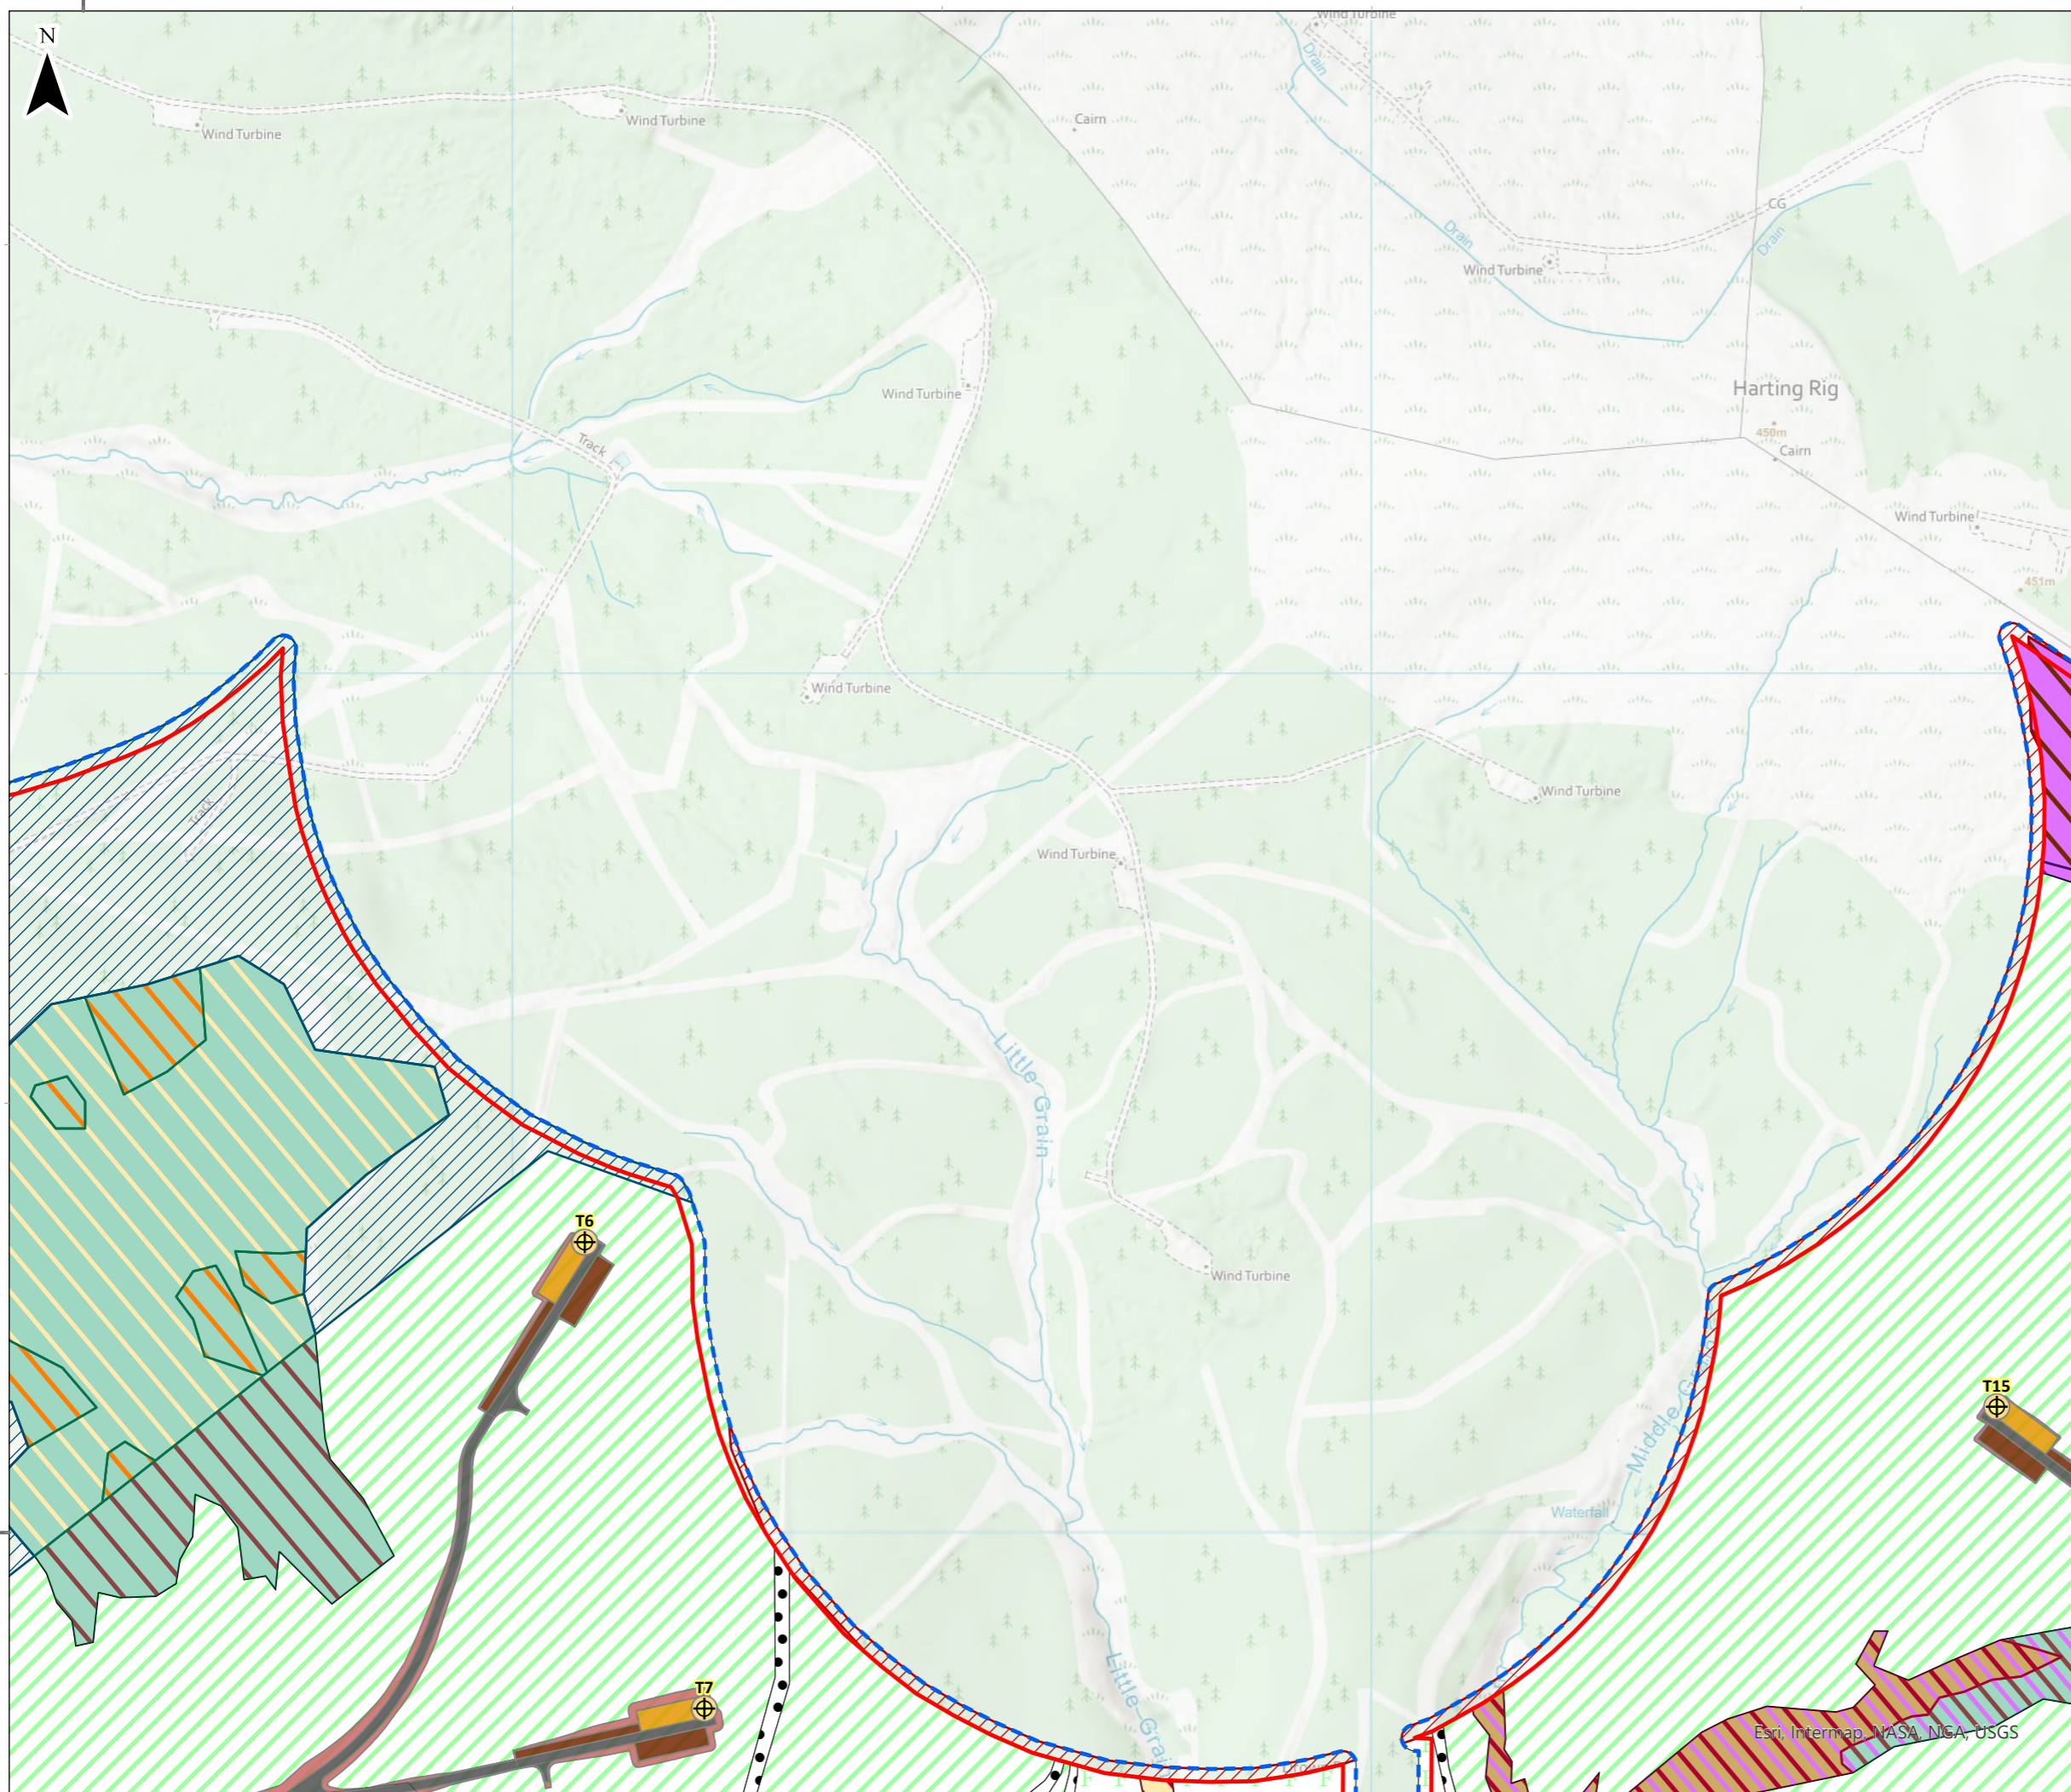 Wind Turbine
N
Drain
Cairn
Wind Turbine
Wind Turbine
CG
Drain
Drain
Wind Turbine
Harting Rig
Wind Turbine
450m
Track
Cairn
Wind Turbine
451m
Wind Turbine
Track
Wind Turbine
Wind Turbine
Little Grain
T6
Wind Turbine
T15
Middle Gr
Waterfall
T7
Little Grain
Esri, Intermap, NASA, NGA, USGS
F F F F